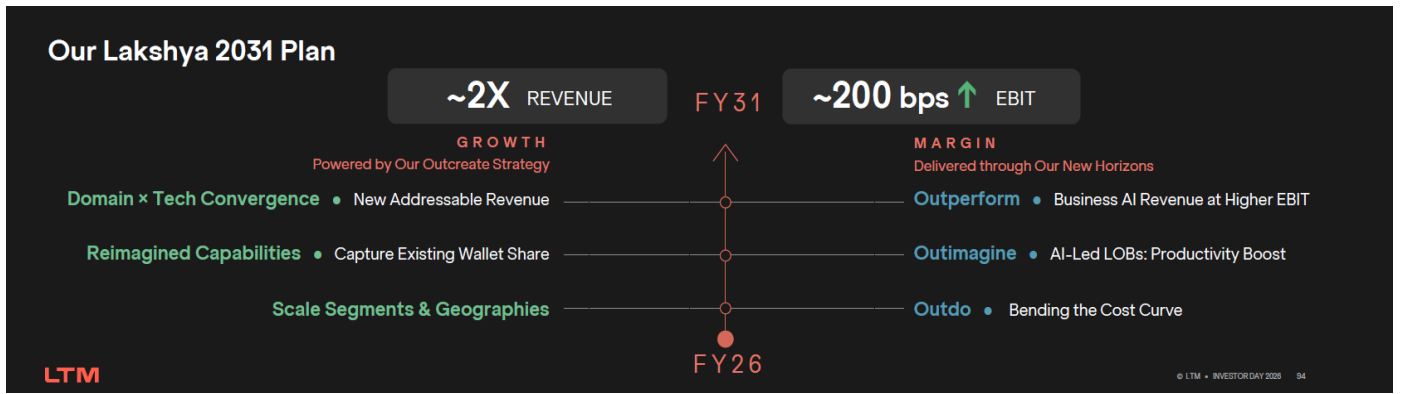 Our Lakshya 2031 Plan
~2X REVENUE
FY31
~200 bps ↑ EBIT
GROWTH
Powered by Our Outcreate Strategy
MARGIN
Delivered through Our New Horizons
Domain × Tech Convergence • New Addressable Revenue
Outperform • Business AI Revenue at Higher EBIT
Reimagined Capabilities • Capture Existing Wallet Share
Outimagine • AI-Led LOBs: Productivity Boost
Scale Segments & Geographies
Outdo • Bending the Cost Curve
FY26
LTM
© LTM • INVESTOR DAY 2026 94